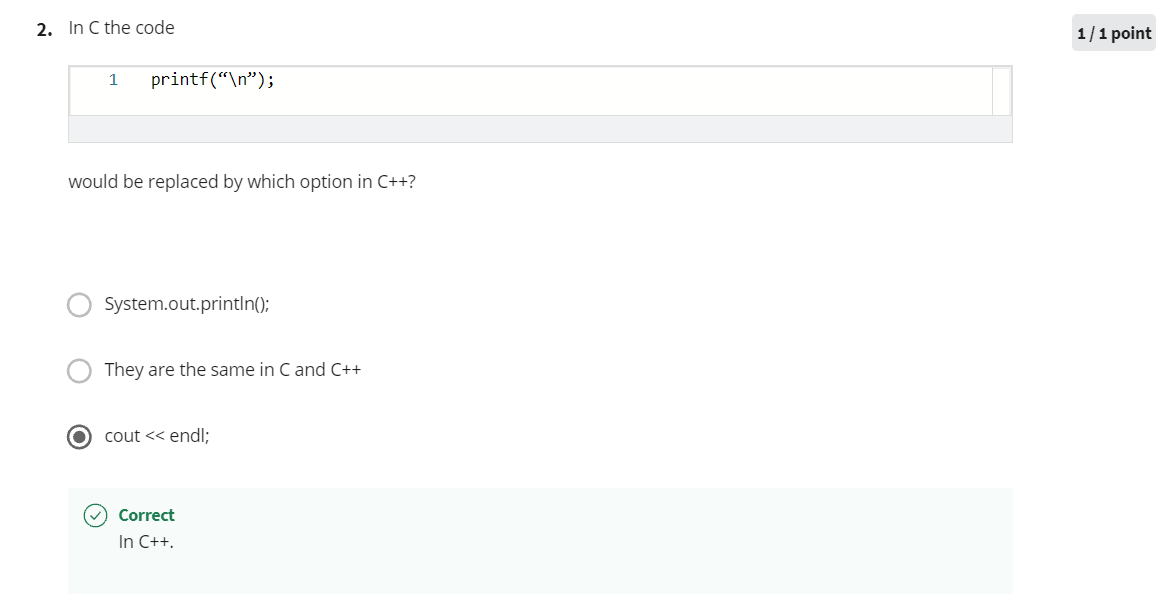 2. In C the code
1 / 1 point
1 printf(“\n”);
would be replaced by which option in C++?
System.out.println();
They are the same in C and C++
cout << endl;
Correct
In C++.